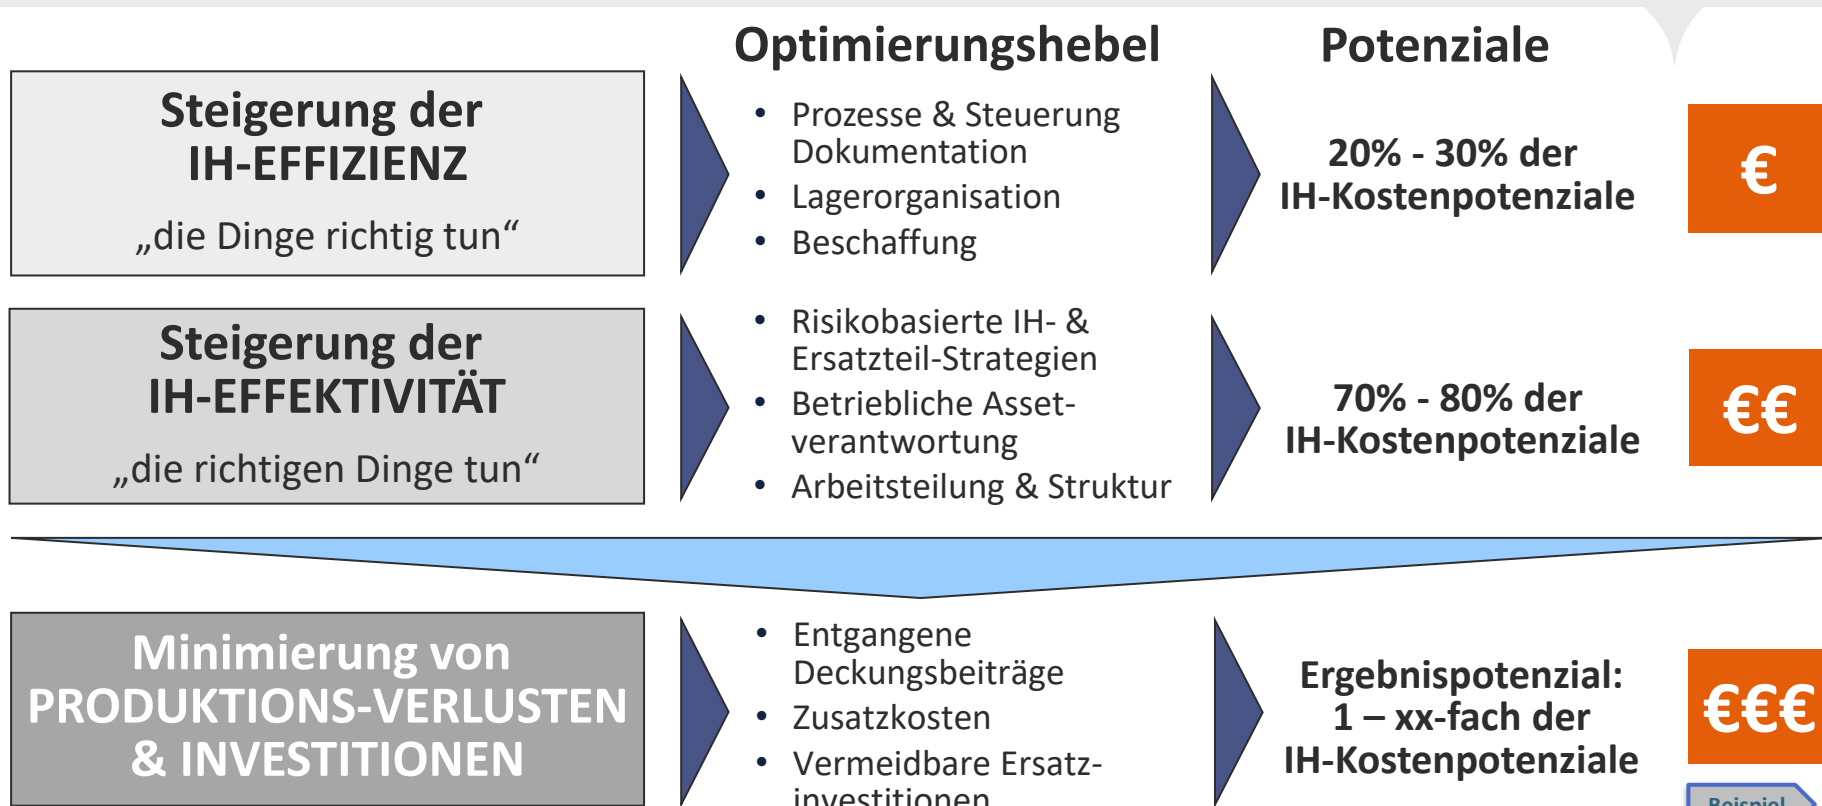 Optimierungshebel
Potenziale
Steigerung der
IH-EFFIZIENZ
„die Dinge richtig tun“
• Prozesse & Steuerung
Dokumentation
• Lagerorganisation
• Beschaffung
20% - 30% der
IH-Kostenpotenziale
€
Steigerung der
IH-EFFEKTIVITÄT
„die richtigen Dinge tun“
• Risikobasierte IH- &
Ersatzteil-Strategien
• Betriebliche Asset-
verantwortung
• Arbeitsteilung & Struktur
70% - 80% der
IH-Kostenpotenziale
€€
Minimierung von
PRODUKTIONS-VERLUSTEN
& INVESTITIONEN
• Entgangene
Deckungsbeiträge
• Zusatzkosten
• Vermeidbare Ersatz-
investitionen
Ergebnispotenzial:
1 – xx-fach der
IH-Kostenpotenziale
€€€
Beispiel